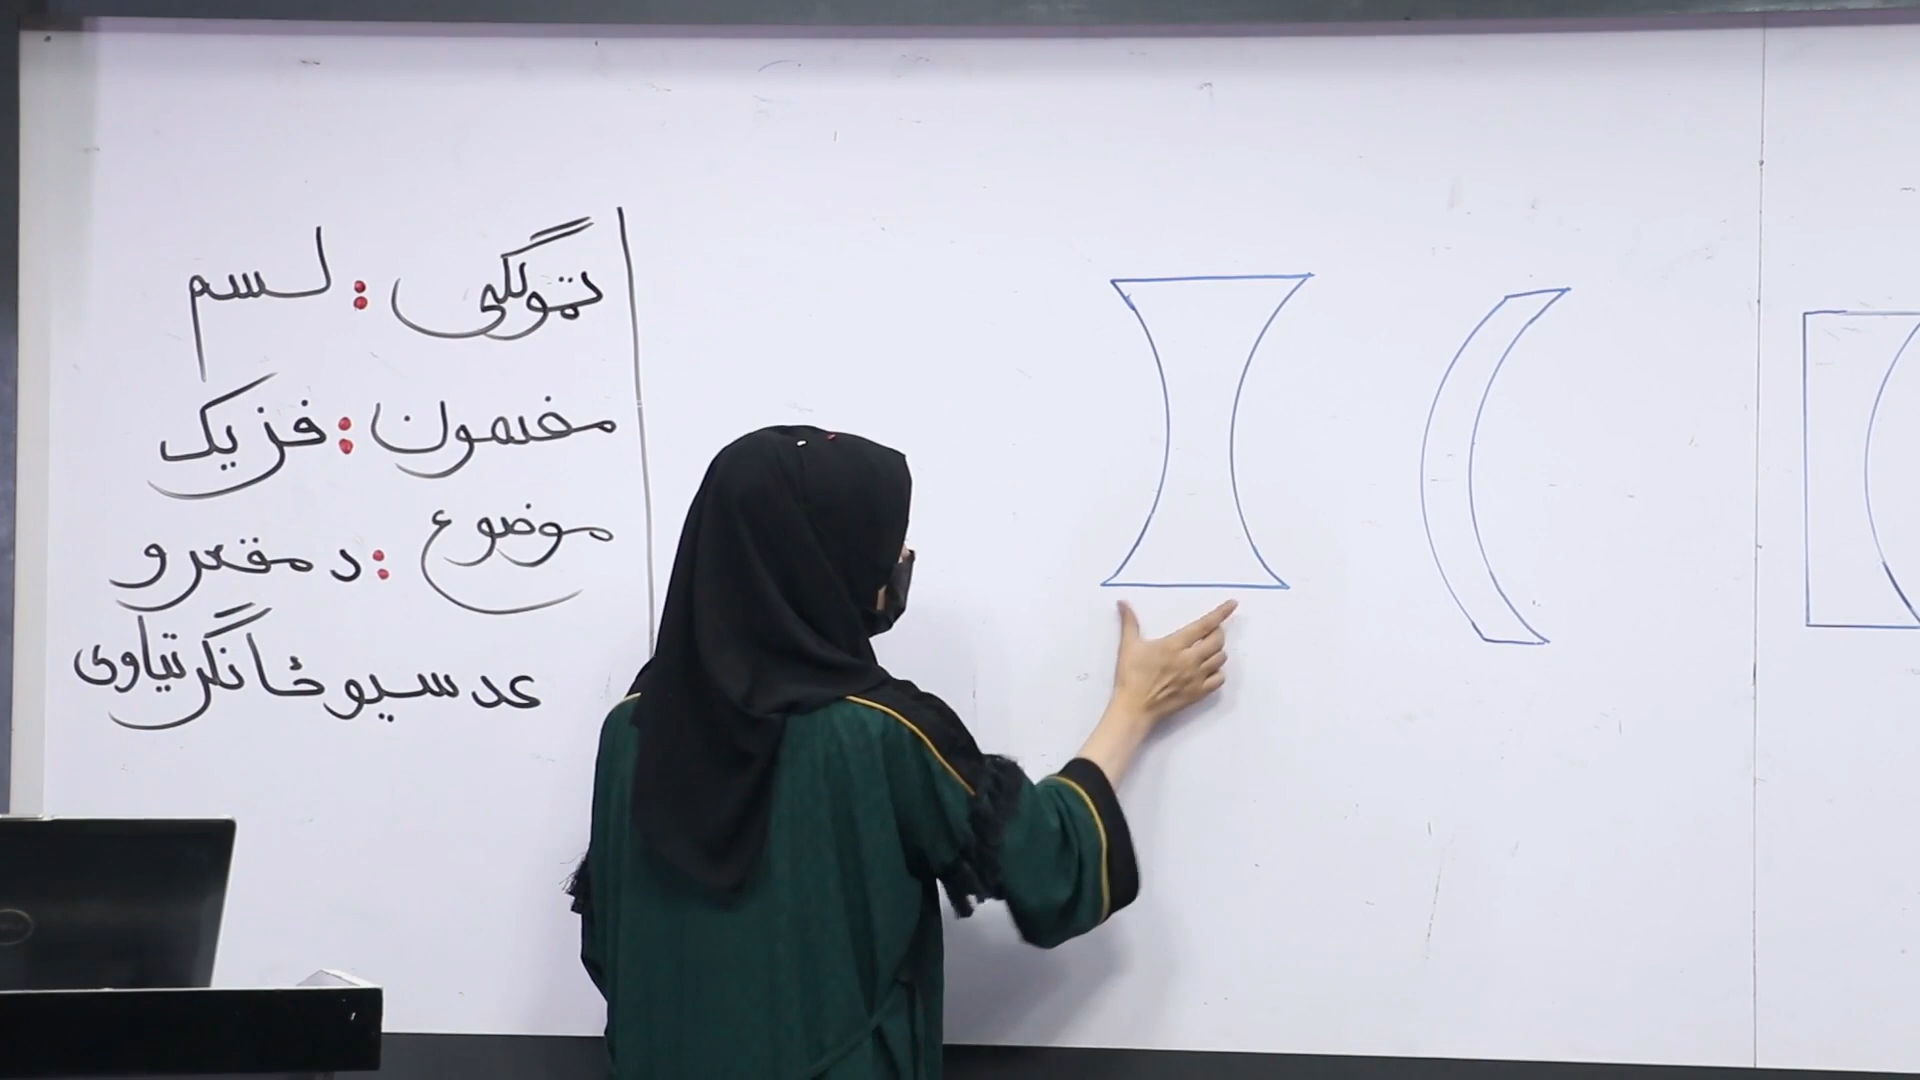 ټولګی : لسم
مضمون : فزیک
موضوع : د مقعرو
عدسیو ځانګړتیاوی